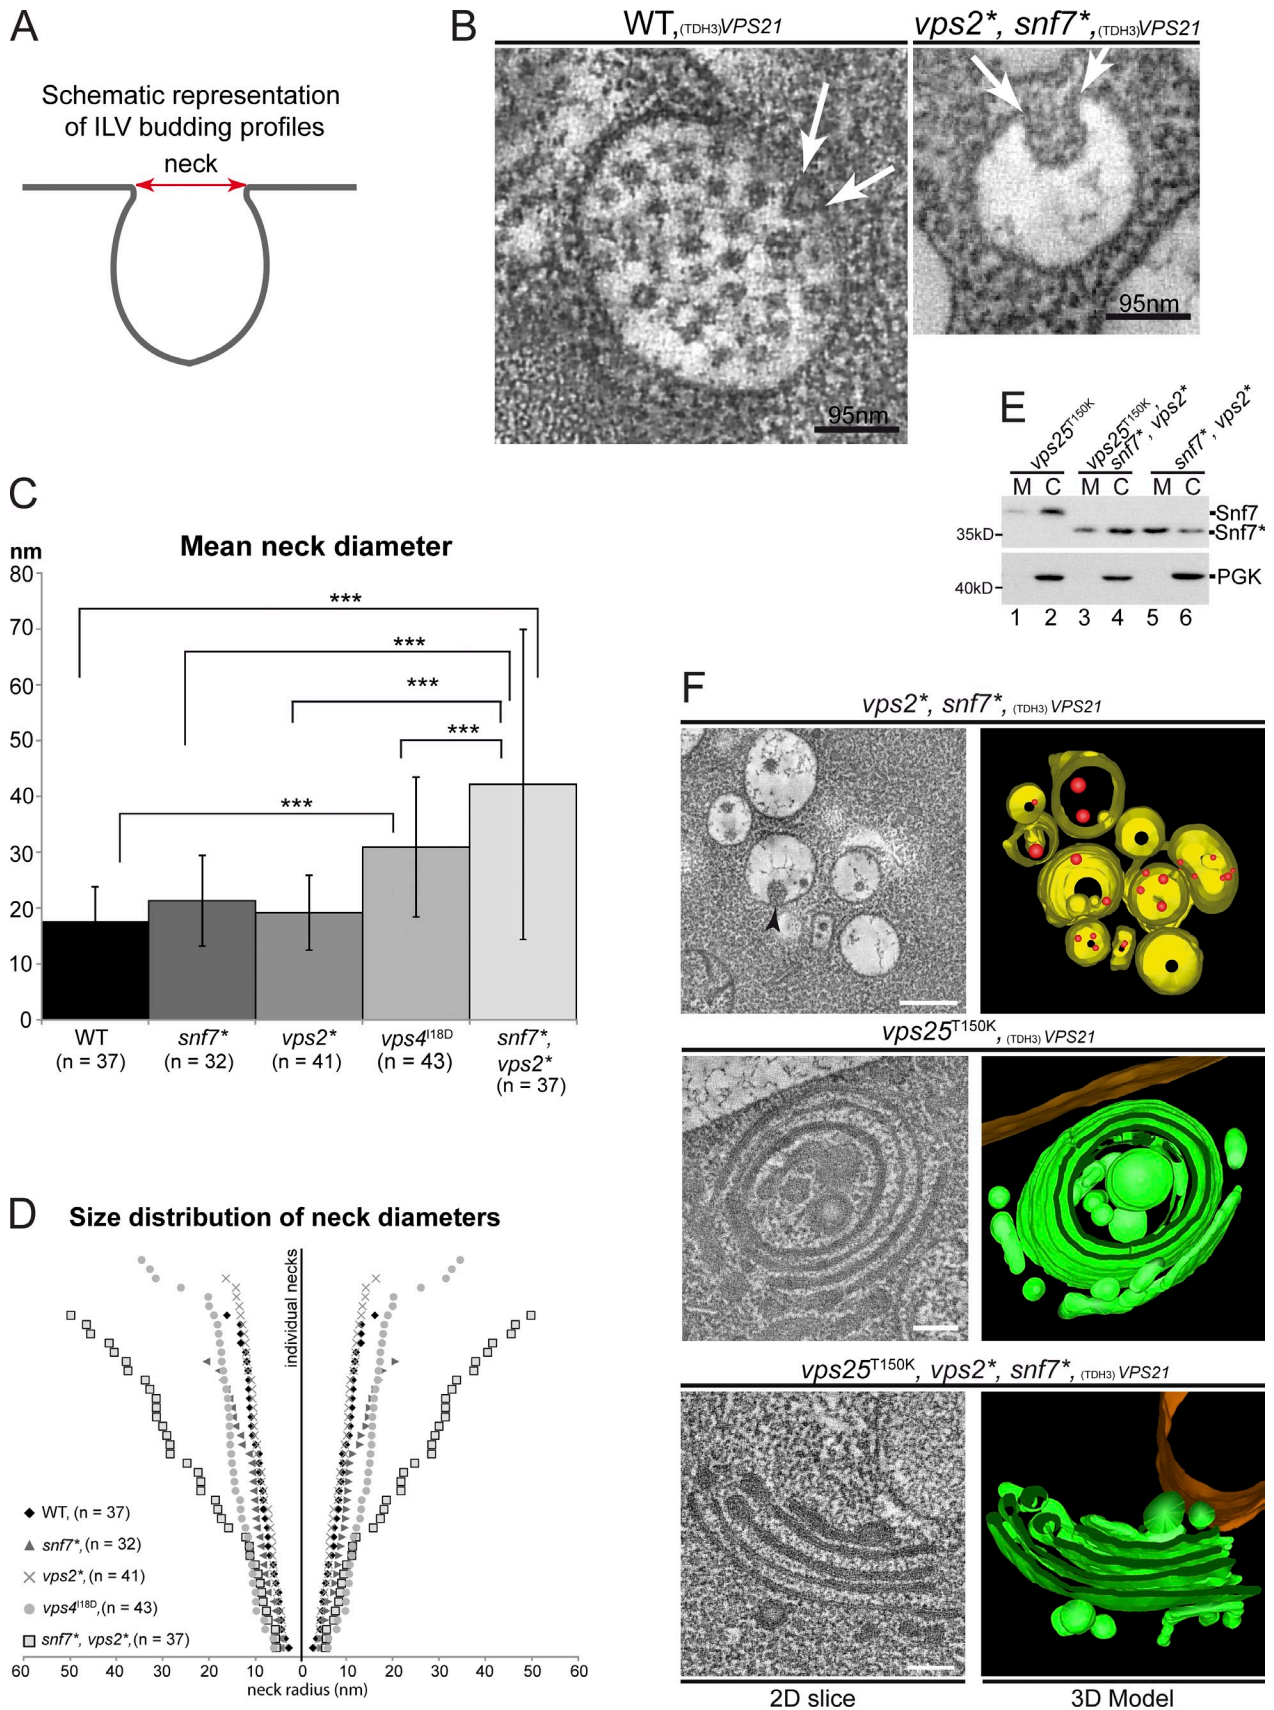 A
Schematic representation
of ILV budding profiles
neck
B
WT,(TDH3)VPS21
vps2*, snf7*,(TDH3)VPS21
95nm
95nm
C
Mean neck diameter
nm
80
70
60
50
40
30
20
10
0
***
***
***
***
***
WT
(n = 37)
snf7*
(n = 32)
vps2*
(n = 41)
vps4I18D
(n = 43)
snf7*,
vps2*
(n = 37)
D
Size distribution of neck diameters
individual necks
WT, (n = 37)
snf7*, (n = 32)
vps2*, (n = 41)
vps4I18D, (n = 43)
snf7*, vps2*, (n = 37)
60 50 40 30 20 10 0 10 20 30 40 50 60
neck radius (nm)
E
vps25T150K
vps25T150K,
snf7*, vps2*
snf7*, vps2*
M C M C M C
Snf7
Snf7*
35kD
PGK
40kD
1 2 3 4 5 6
F
vps2*, snf7*, (TDH3) VPS21
vps25T150K, (TDH3) VPS21
vps25T150K, vps2*, snf7*, (TDH3) VPS21
2D slice
3D Model